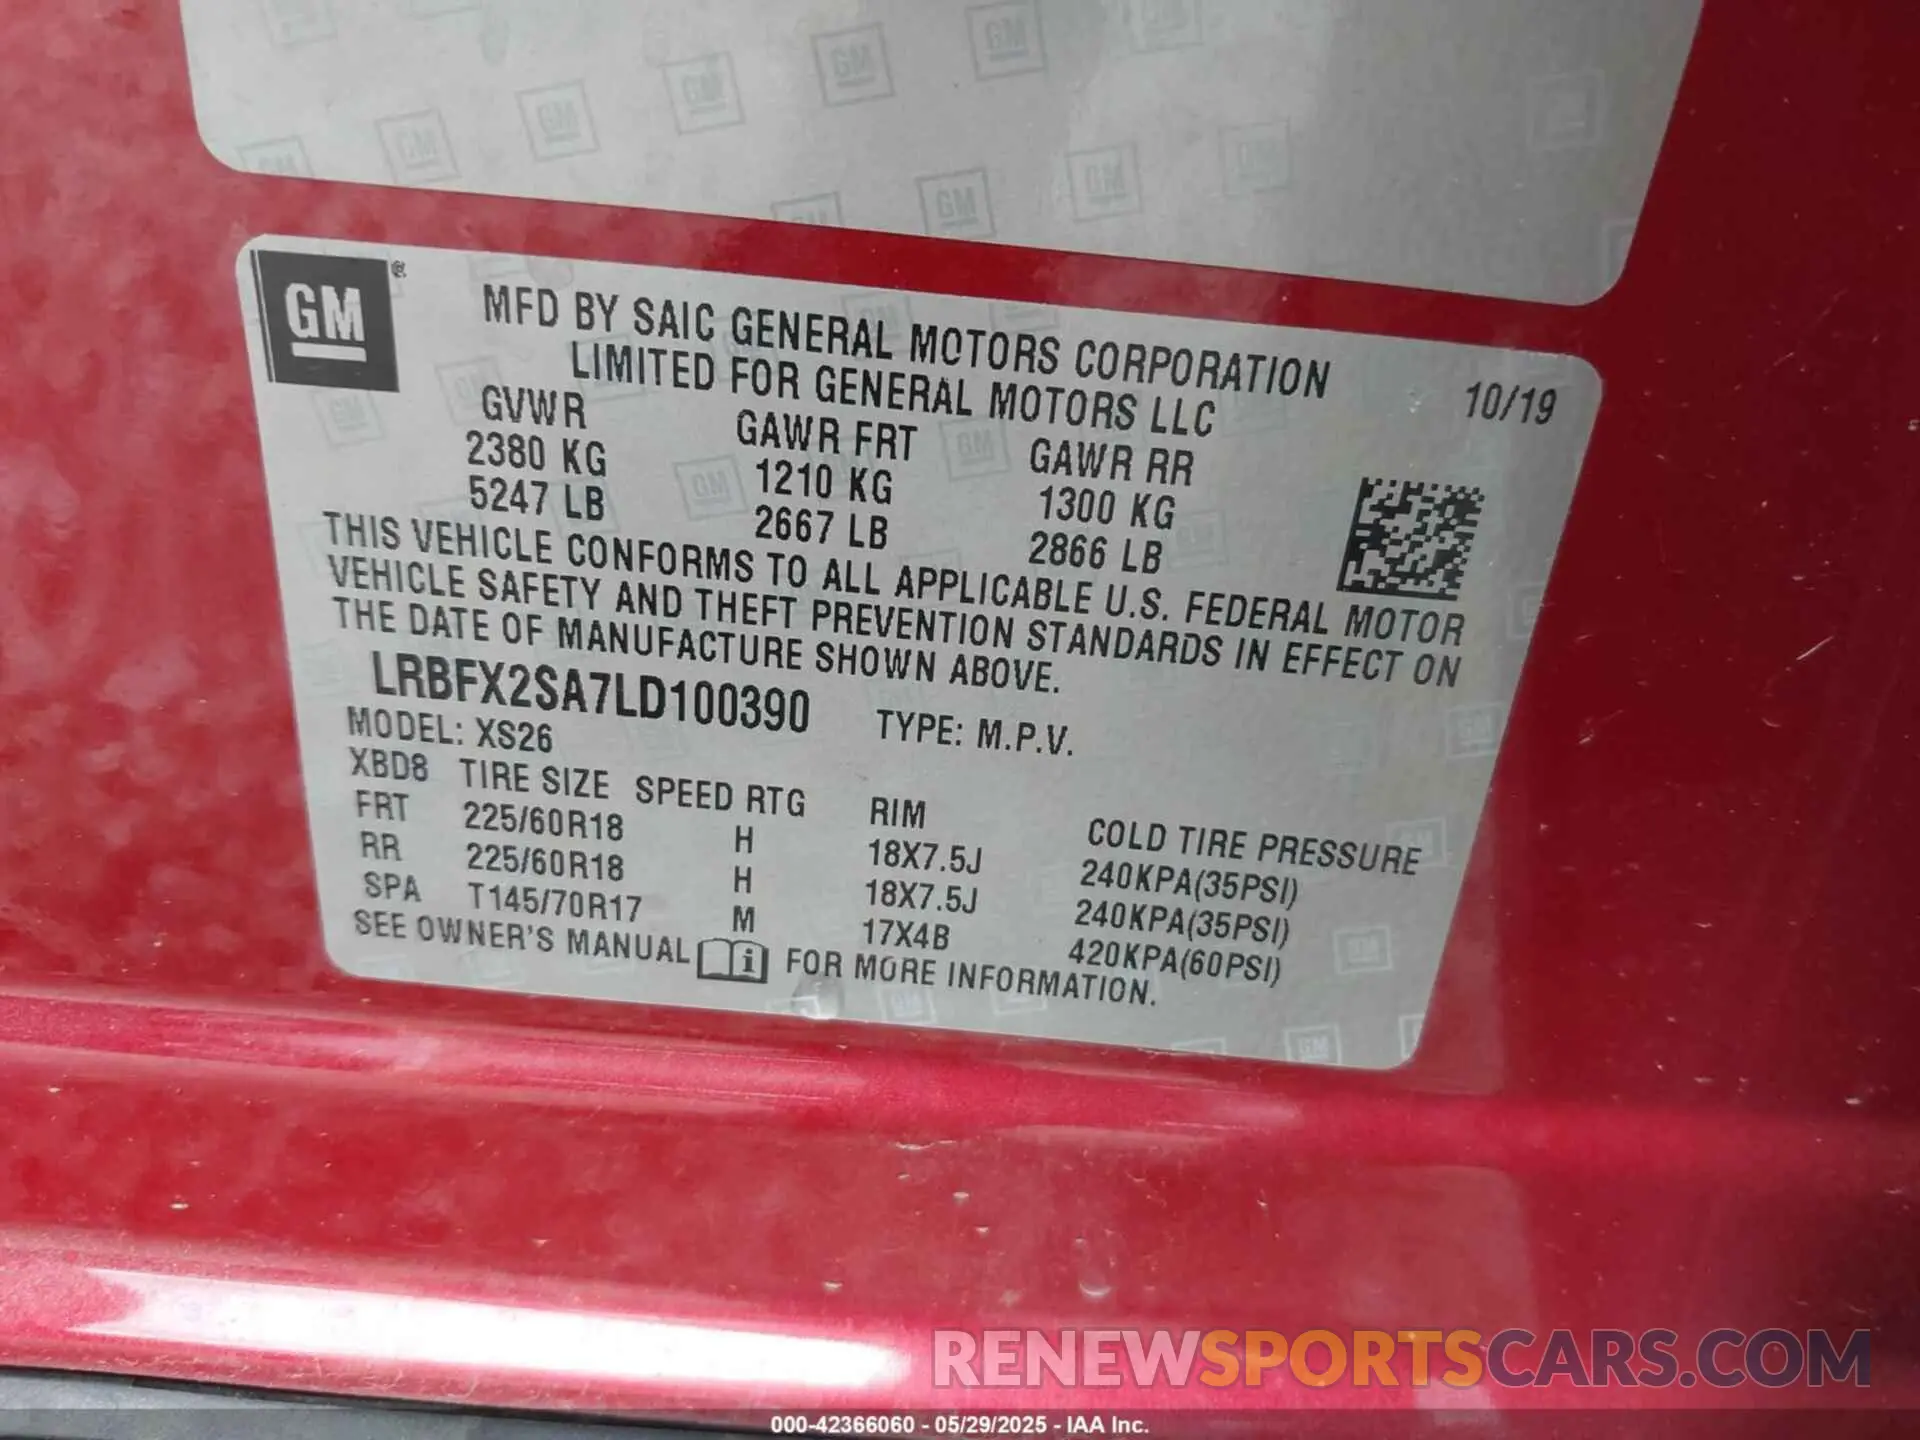 GM ®
MFD BY SAIC GENERAL MOTORS CORPORATION
LIMITED FOR GENERAL MOTORS LLC
10/19
GVWR GAWR FRT GAWR RR
2380 KG 1210 KG 1300 KG
5247 LB 2667 LB 2866 LB
THIS VEHICLE CONFORMS TO ALL APPLICABLE U.S. FEDERAL MOTOR
VEHICLE SAFETY AND THEFT PREVENTION STANDARDS IN EFFECT ON
THE DATE OF MANUFACTURE SHOWN ABOVE.
LRBFX2SA7LD100390 TYPE: M.P.V.
MODEL: XS26
XBD8 TIRE SIZE SPEED RTG RIM COLD TIRE PRESSURE
FRT 225/60R18 H 18X7.5J 240KPA(35PSI)
RR 225/60R18 H 18X7.5J 240KPA(35PSI)
SPA T145/70R17 M 17X4B 420KPA(60PSI)
SEE OWNER'S MANUAL i FOR MORE INFORMATION.
RENEWSPORTSCARS.COM
000-42366060 - 05/29/2025 - IAA Inc.